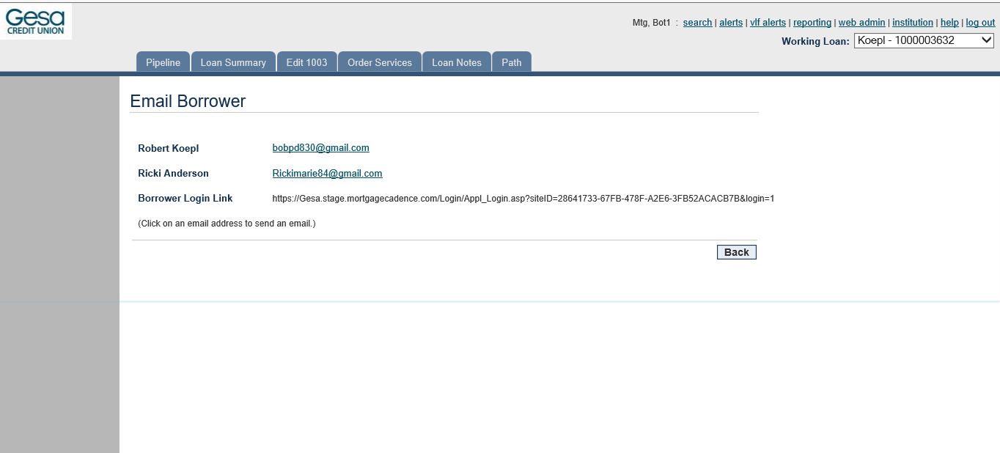 Gesa
CREDIT UNION
Mtg, Bot1 : search | alerts | vlf alerts | reporting | web admin | institution | help | log out
Working Loan: Koepl - 1000003632
Pipeline Loan Summary Edit 1003 Order Services Loan Notes Path
Email Borrower
Robert Koepl bobpd830@gmail.com
Ricki Anderson Rickimarie84@gmail.com
Borrower Login Link https://Gesa.stage.mortgagecadence.com/Login/Appl_Login.asp?siteID=28641733-67FB-478F-A2E6-3FB52ACACB7B&login=1
(Click on an email address to send an email.)
Back